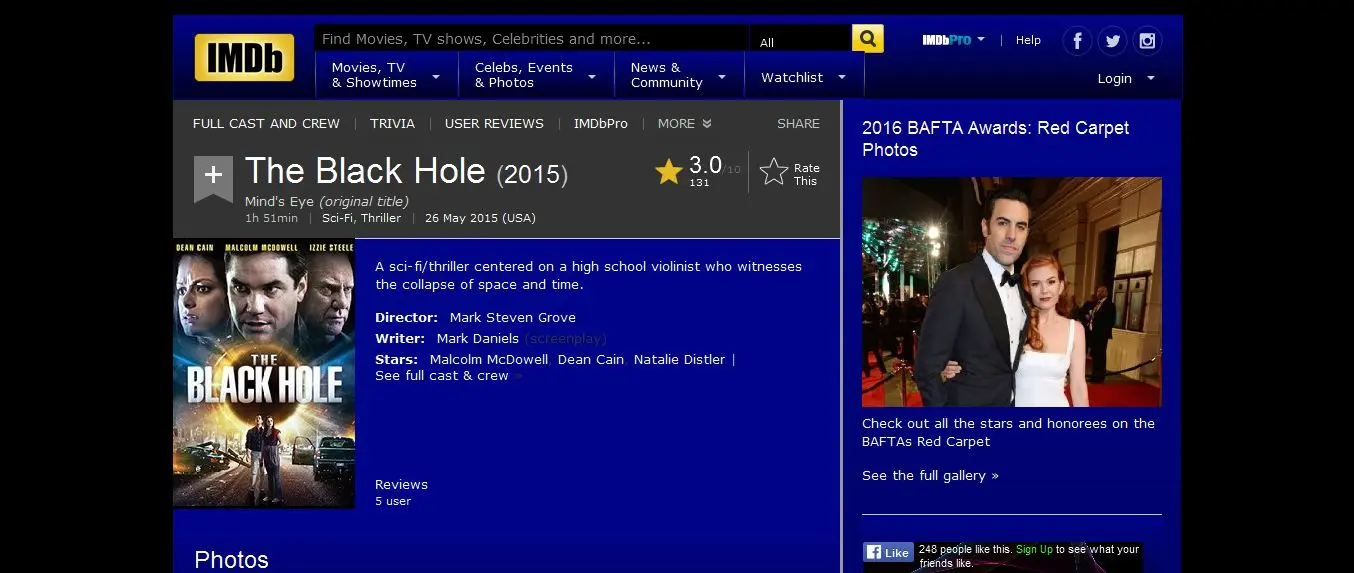 IMDb
Find Movies, TV shows, Celebrities and more...
All
IMDbPro
Help
Movies, TV
& Showtimes
Celebs, Events
& Photos
News &
Community
Watchlist
Login
FULL CAST AND CREW
TRIVIA
USER REVIEWS
IMDbPro
MORE
SHARE
The Black Hole (2015)
3.0/10
131
Rate
This
Mind's Eye (original title)
1h 51min | Sci-Fi, Thriller | 26 May 2015 (USA)
DEAN CAIN MALCOLM MCDOWELL IZZIE STEELE
THE
BLACK HOLE
A sci-fi/thriller centered on a high school violinist who witnesses
the collapse of space and time.
Director: Mark Steven Grove
Writer: Mark Daniels (screenplay)
Stars: Malcolm McDowell, Dean Cain, Natalie Distler |
See full cast & crew »
Reviews
5 user
Photos
2016 BAFTA Awards: Red Carpet
Photos
Check out all the stars and honorees on the
BAFTAs Red Carpet
See the full gallery »
Like
248 people like this. Sign Up to see what your
friends like.